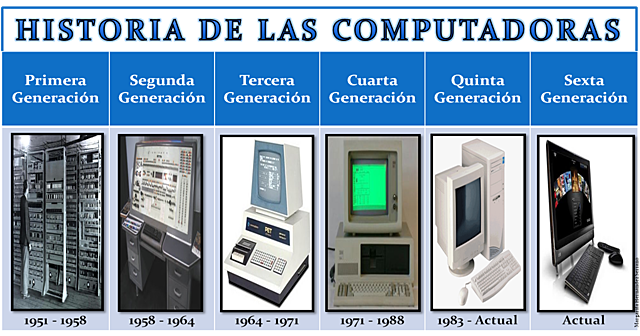 HISTORIA DE LAS COMPUTADORAS
Primera
Generación
Segunda
Generación
Tercera
Generación
Cuarta
Generación
Quinta
Generación
Sexta
Generación
PET
1951 - 1958
1958 - 1964
1964 - 1971
1971 - 1988
1983 - Actual
Actual